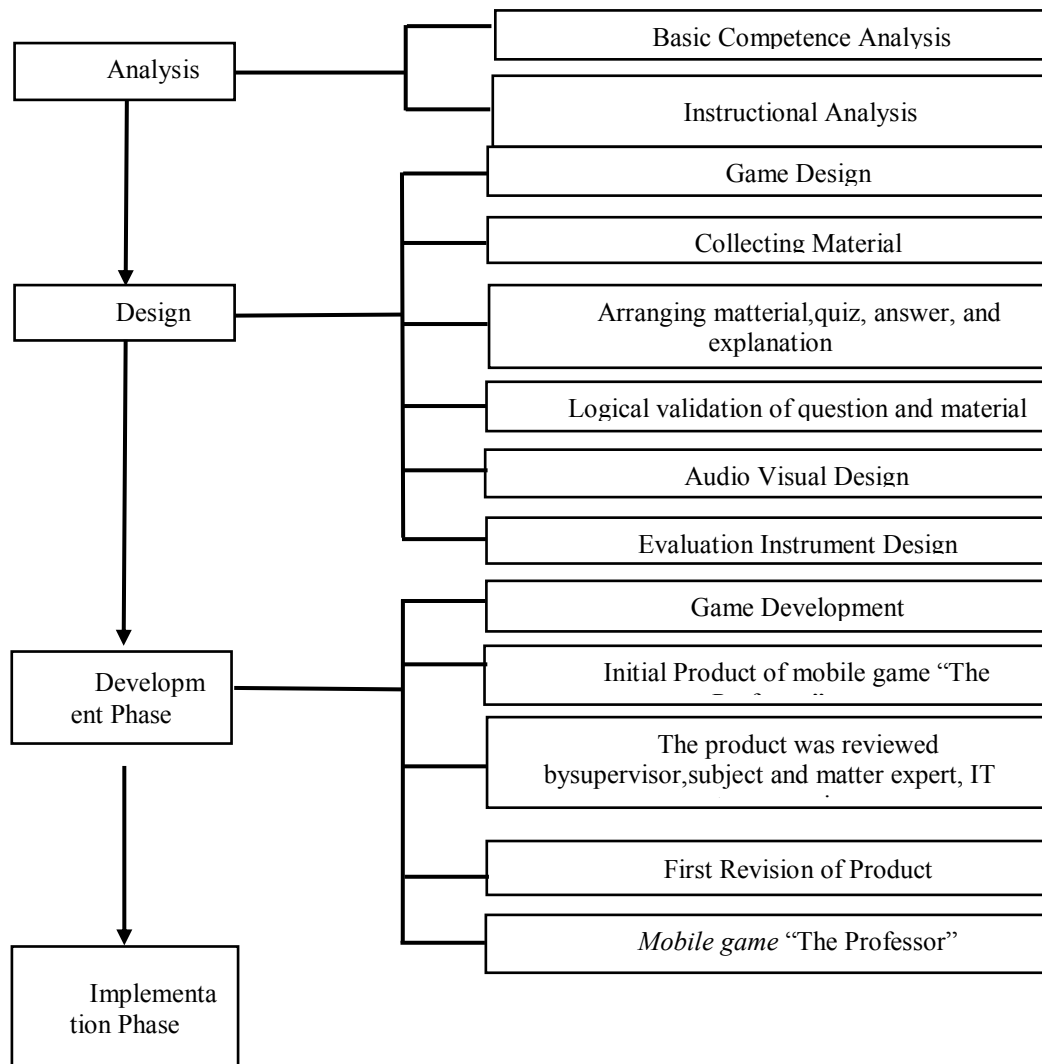 Analysis
Basic Competence Analysis
Instructional Analysis
Design
Game Design
Collecting Material
Arranging matterial,quiz, answer, and
explanation
Logical validation of question and material
Audio Visual Design
Evaluation Instrument Design
Developm
ent Phase
Game Development
Initial Product of mobile game “The
The product was reviewed
bysupervisor,subject and matter expert, IT
First Revision of Product
Mobile game “The Professor”
Implementa
tion Phase